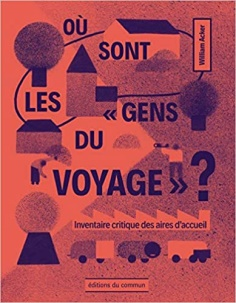 OÙ
SONT
LES
« GENS
DU
VOYAGE » ?
William Acker
Inventaire critique des aires d'accueil
éditions du commun